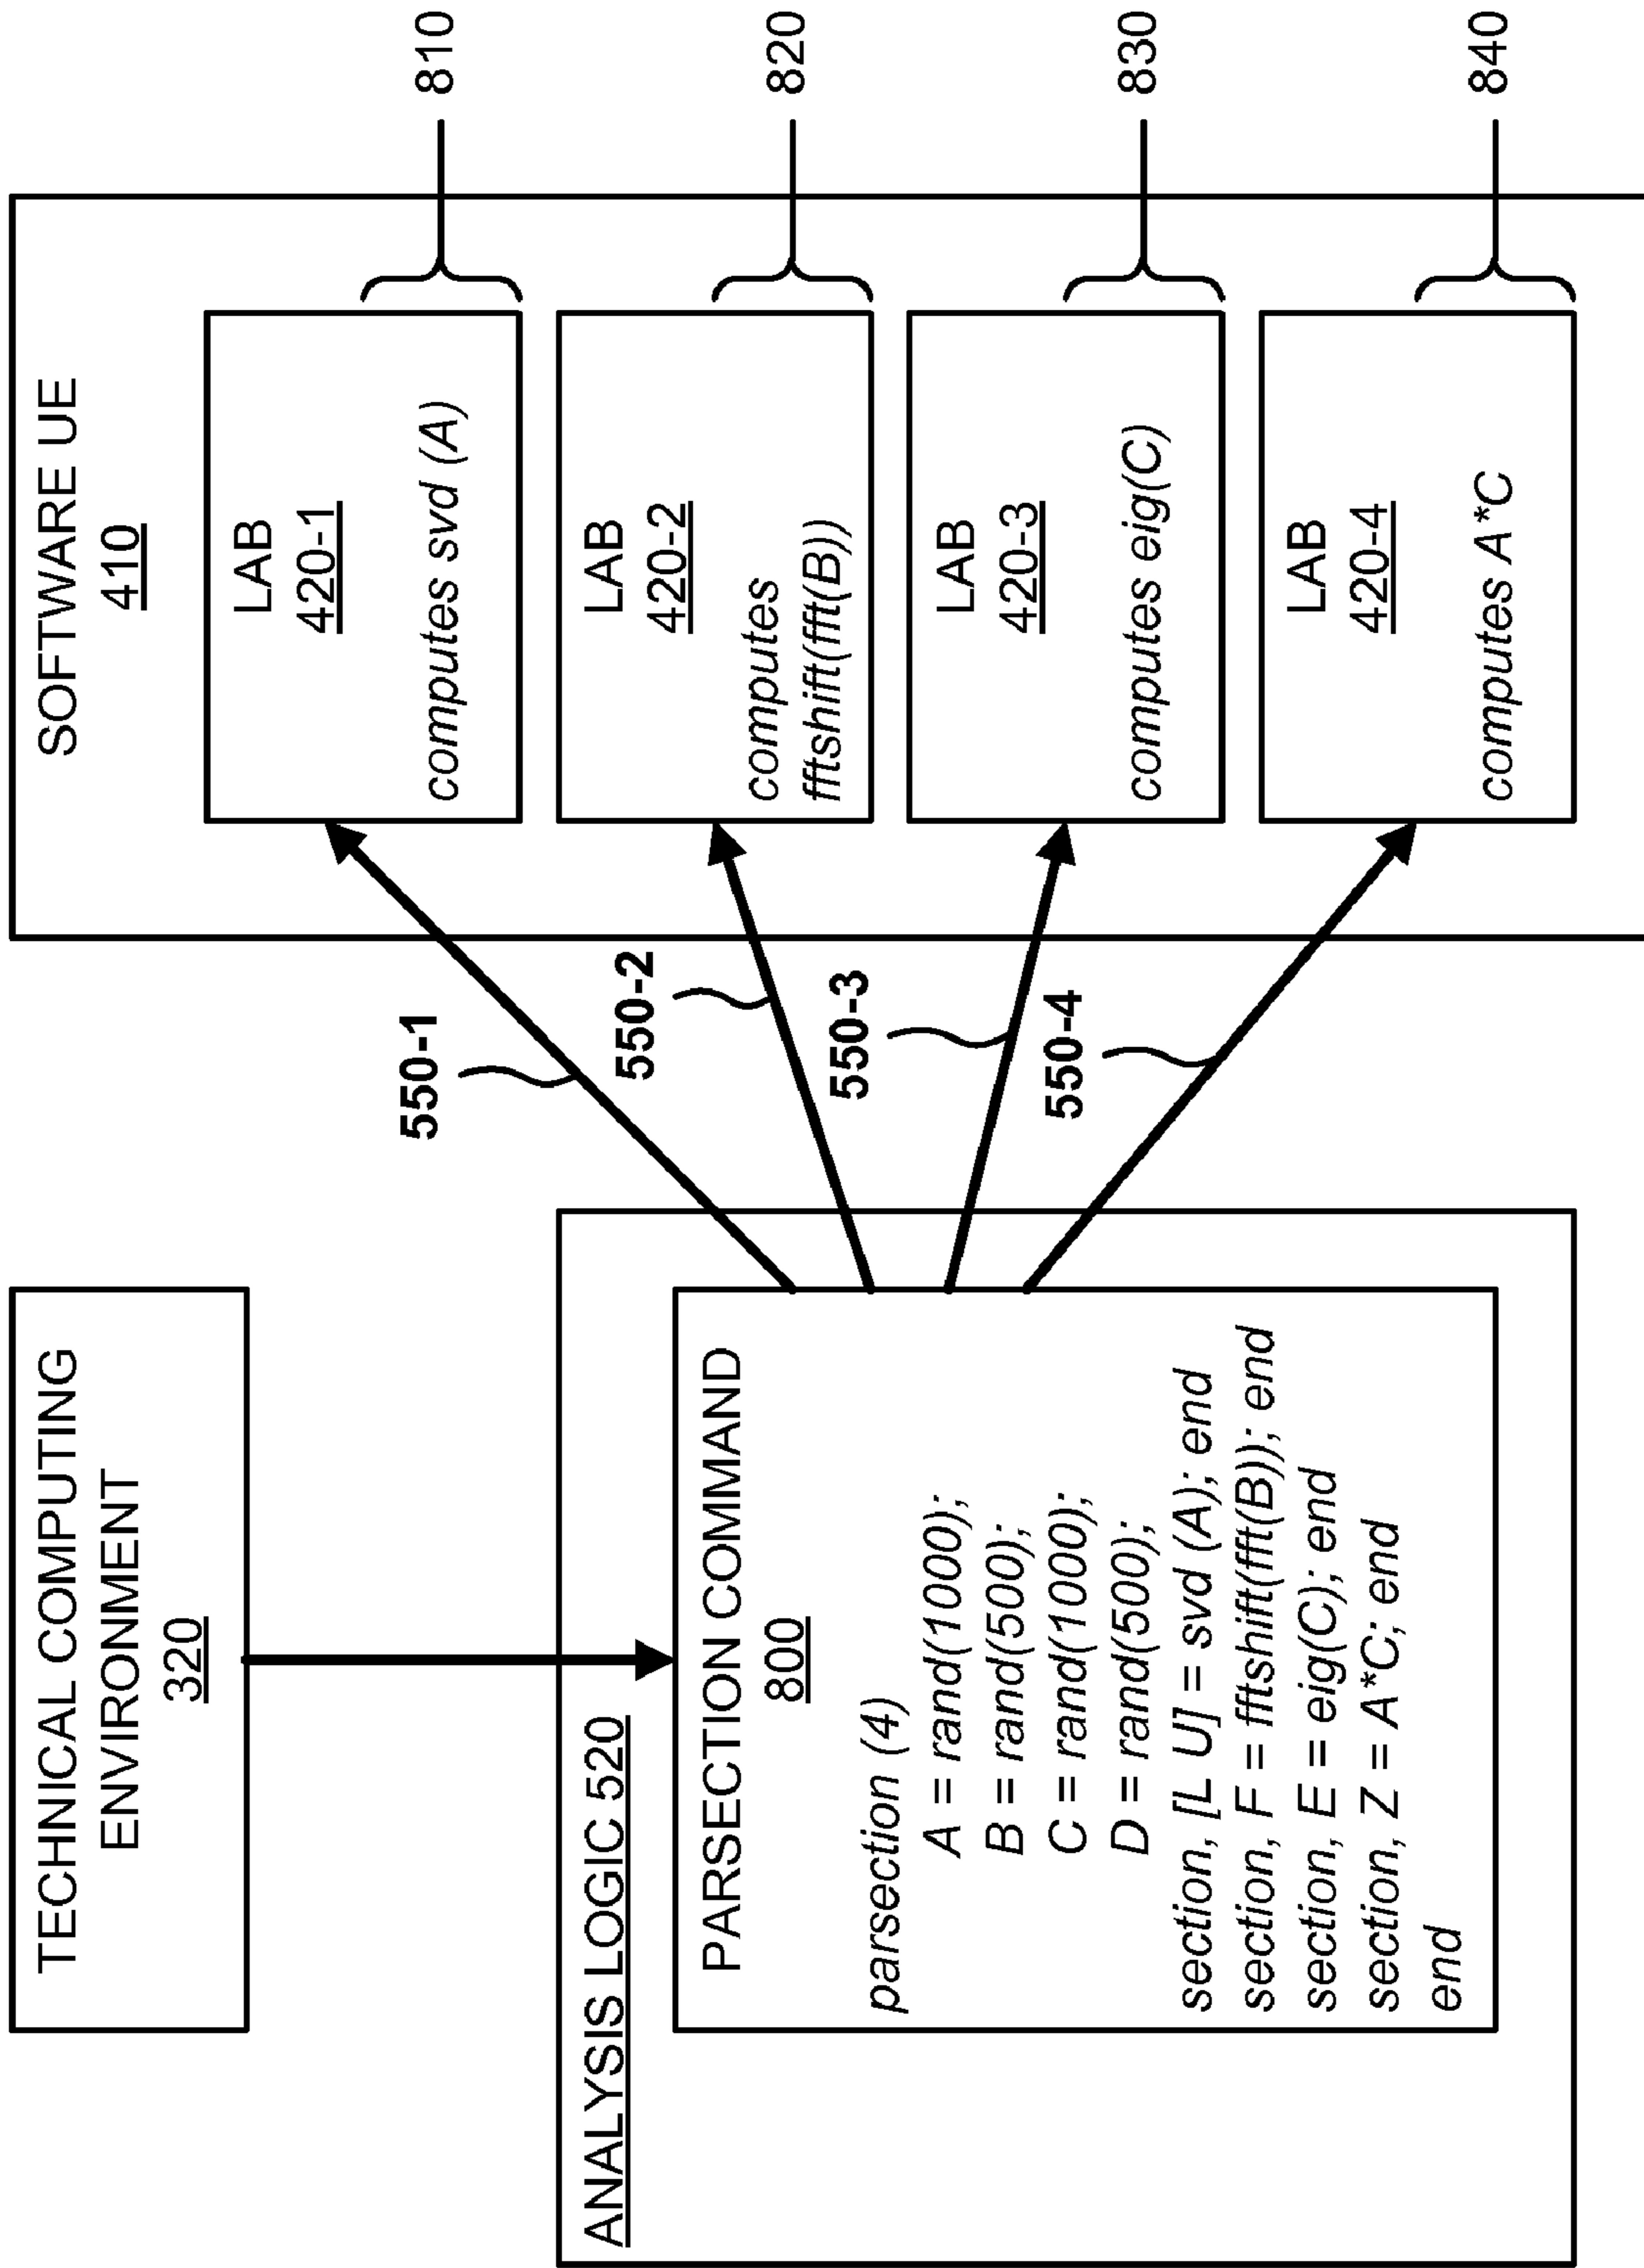 TECHNICAL COMPUTING
ENVIRONMENT
320
ANALYSIS LOGIC 520
PARSECTION COMMAND
800
parsection (4)
A = rand(1000);
B = rand(500);
C = rand(1000);
D = rand(500);
section, [L U] = svd (A); end
section, F = fftshift(fft(B)); end
section, E = eig(C); end
section, Z = A*C; end
end
550-1
550-2
550-3
550-4
SOFTWARE UE
410
LAB
420-1
computes svd (A)
LAB
420-2
computes
fftshift(fft(B))
LAB
420-3
computes eig(C)
LAB
420-4
computes A*C
810
820
830
840